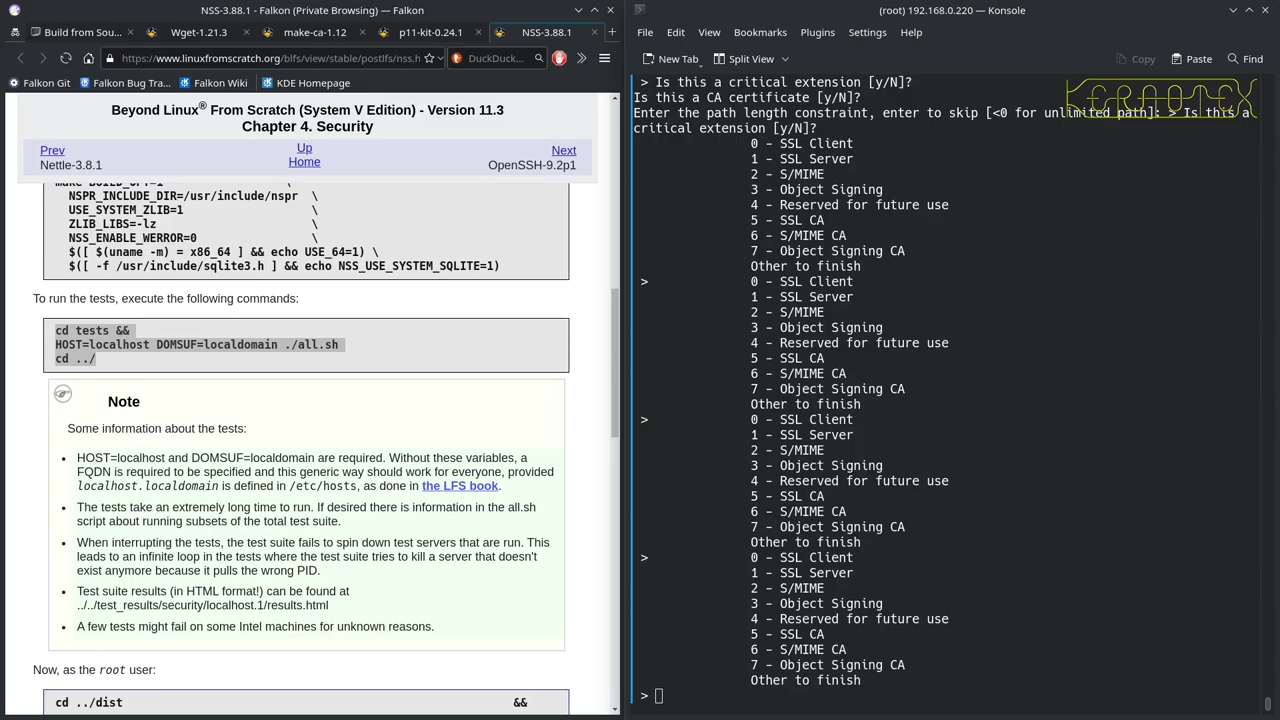 NSS-3.88.1 - Falkon (Private Browsing) — Falkon
Build from Sou...
Wget-1.21.3
make-ca-1.12
p11-kit-0.24.1
NSS-3.88.1
https://www.linuxfromscratch.org/blfs/view/stable/postlfs/nss.h
DuckDuck...
Falkon Git
Falkon Bug Tra...
Falkon Wiki
KDE Homepage
Beyond Linux® From Scratch (System V Edition) - Version 11.3
Chapter 4. Security
Prev
Up
Next
Nettle-3.8.1
Home
OpenSSH-9.2p1
make BUILD_OPT=1 \
NSPR_INCLUDE_DIR=/usr/include/nspr \
USE_SYSTEM_ZLIB=1 \
ZLIB_LIBS=-lz \
NSS_ENABLE_WERROR=0 \
$([ $(uname -m) = x86_64 ] && echo USE_64=1) \
$([ -f /usr/include/sqlite3.h ] && echo NSS_USE_SYSTEM_SQLITE=1)
To run the tests, execute the following commands:
cd tests &&
HOST=localhost DOMSUF=localdomain ./all.sh
cd ../
Note
Some information about the tests:
• HOST=localhost and DOMSUF=localdomain are required. Without these variables, a
FQDN is required to be specified and this generic way should work for everyone, provided
localhost.localdomain is defined in /etc/hosts, as done in the LFS book.
• The tests take an extremely long time to run. If desired there is information in the all.sh
script about running subsets of the total test suite.
• When interrupting the tests, the test suite fails to spin down test servers that are run. This
leads to an infinite loop in the tests where the test suite tries to kill a server that doesn't
exist anymore because it pulls the wrong PID.
• Test suite results (in HTML format!) can be found at
../../test_results/security/localhost.1/results.html
• A few tests might fail on some Intel machines for unknown reasons.
Now, as the root user:
cd ../dist &&
(root) 192.168.0.220 — Konsole
File Edit View Bookmarks Plugins Settings Help
New Tab
Split View
Copy
Paste
Find
> Is this a critical extension [y/N]?
Is this a CA certificate [y/N]?
Enter the path length constraint, enter to skip [<0 for unlimited path]: > Is this a
critical extension [y/N]?
0 - SSL Client
1 - SSL Server
2 - S/MIME
3 - Object Signing
4 - Reserved for future use
5 - SSL CA
6 - S/MIME CA
7 - Object Signing CA
Other to finish
> 0 - SSL Client
1 - SSL Server
2 - S/MIME
3 - Object Signing
4 - Reserved for future use
5 - SSL CA
6 - S/MIME CA
7 - Object Signing CA
Other to finish
> 0 - SSL Client
1 - SSL Server
2 - S/MIME
3 - Object Signing
4 - Reserved for future use
5 - SSL CA
6 - S/MIME CA
7 - Object Signing CA
Other to finish
> 0 - SSL Client
1 - SSL Server
2 - S/MIME
3 - Object Signing
4 - Reserved for future use
5 - SSL CA
6 - S/MIME CA
7 - Object Signing CA
Other to finish
>